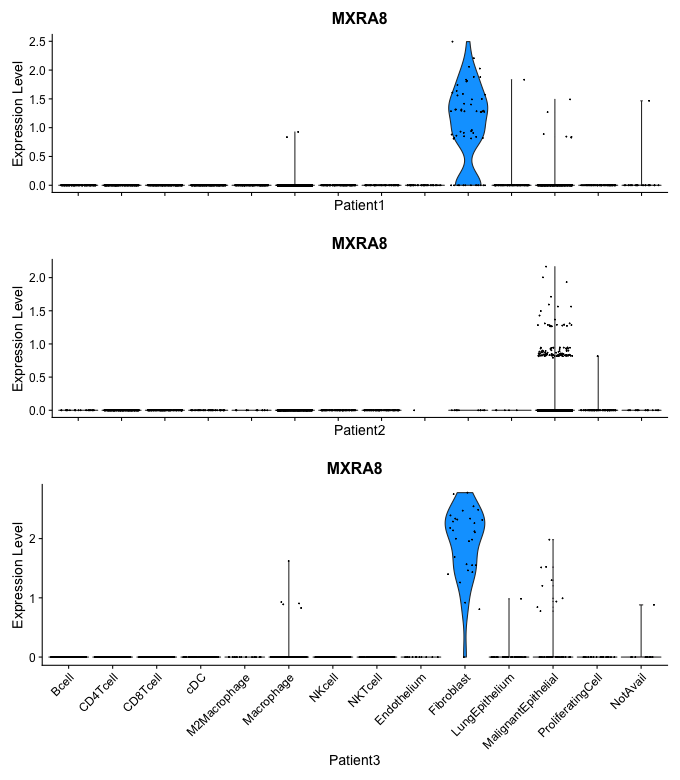 MXRA8
Expression Level
2.5
2.0
1.5
1.0
0.5
0.0
Patient1
MXRA8
Expression Level
2.0
1.5
1.0
0.5
0.0
Patient2
MXRA8
Expression Level
2
1
0
Bcell
CD4Tcell
CD8Tcell
cDC
M2Macrophage
Macrophage
NKcell
NKTcell
Endothelium
Fibroblast
LungEpithelium
MalignantEpithelial
ProliferatingCell
NotAvail
Patient3